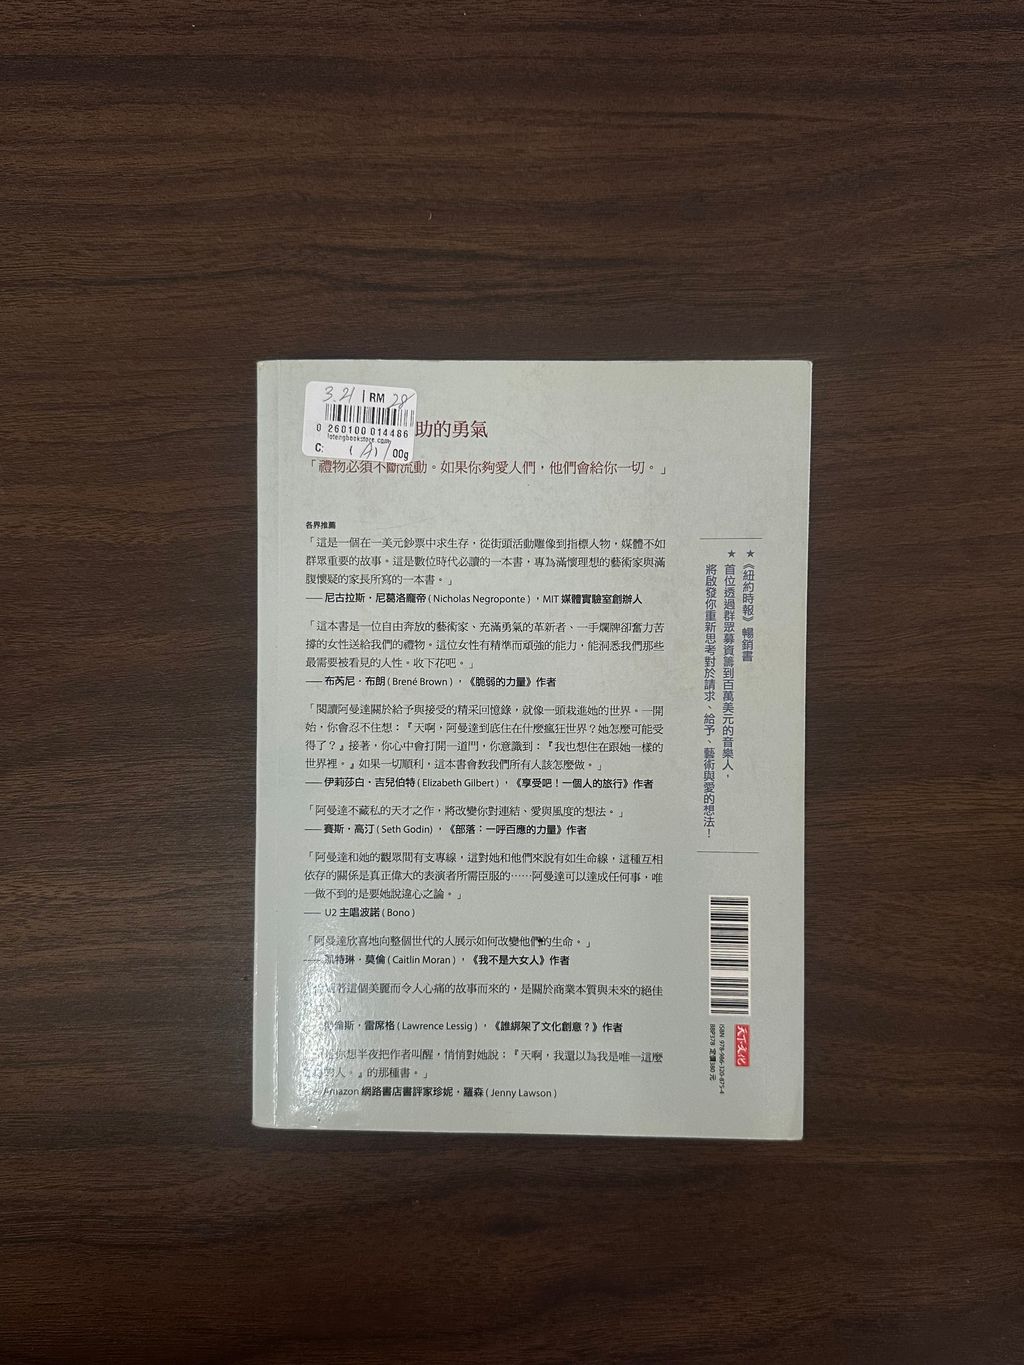 3.21 | RM 28
0 260100 014486
fotengbookstore.com
C: 00g
助的勇氣
「禮物必須不斷流動。如果你夠愛人們，他們會給你一切。」
各界推薦
「這是一個在一美元鈔票中求生存，從街頭活動雕像到指標人物，媒體不如
群眾重要的故事。這是數位時代必讀的一本書，專為滿懷理想的藝術家與滿
腹懷疑的家長所寫的一本書。」
—— 尼古拉斯．尼葛洛龐帝 ( Nicholas Negroponte ) ，MIT 媒體實驗室創辦人
「這本書是一位自由奔放的藝術家、充滿勇氣的革新者、一手爛牌卻奮力苦
撐的女性送給我們的禮物。這位女性有精準而頑強的能力，能洞悉我們那些
最需要被看見的人性。收下花吧。」
—— 布芮尼．布朗 ( Brené Brown ) ，《脆弱的力量》作者
「閱讀阿曼達關於給予與接受的精采回憶錄，就像一頭栽進她的世界。一開
始，你會忍不住想：『天啊，阿曼達到底住在什麼瘋狂世界？她怎麼可能受
得了？』接著，你心中會打開一道門，你意識到：『我也想住在跟她一樣的
世界裡。』如果一切順利，這本書會教我們所有人該怎麼做。」
—— 伊莉莎白．吉兒伯特 ( Elizabeth Gilbert ) ，《享受吧！一個人的旅行》作者
「阿曼達不藏私的天才之作，將改變你對連結、愛與風度的想法。」
—— 賽斯．高汀 ( Seth Godin) ，《部落：一呼百應的力量》作者
「阿曼達和她的觀眾間有支專線，這對她和他們來說有如生命線，這種互相
依存的關係是真正偉大的表演者所需臣服的……阿曼達可以達成任何事，唯
一做不到的是要她說違心之論。」
—— U2 主唱波諾 ( Bono )
「阿曼達欣喜地向整個世代的人展示如何改變他們的生命。」
—— 凱特琳．莫倫 ( Caitlin Moran ) ，《我不是大女人》作者
著這個美麗而令人心痛的故事而來的，是關於商業本質與未來的絕佳
」
倫斯．雷席格 ( Lawrence Lessig ) ，《誰綁架了文化創意？》作者
你想半夜把作者叫醒，悄悄對她說：『天啊，我還以為我是唯一這麼
的人。』的那種書。」
Amazon 網路書店書評家珍妮．羅森 ( Jenny Lawson )
★《紐約時報》暢銷書
★ 首位透過群眾募資籌到百萬美元的音樂人，
將啟發你重新思考對於請求、給予、藝術與愛的想法！
天下文化
ISBN 978-986-320-875-4
BBP378 定價380 元